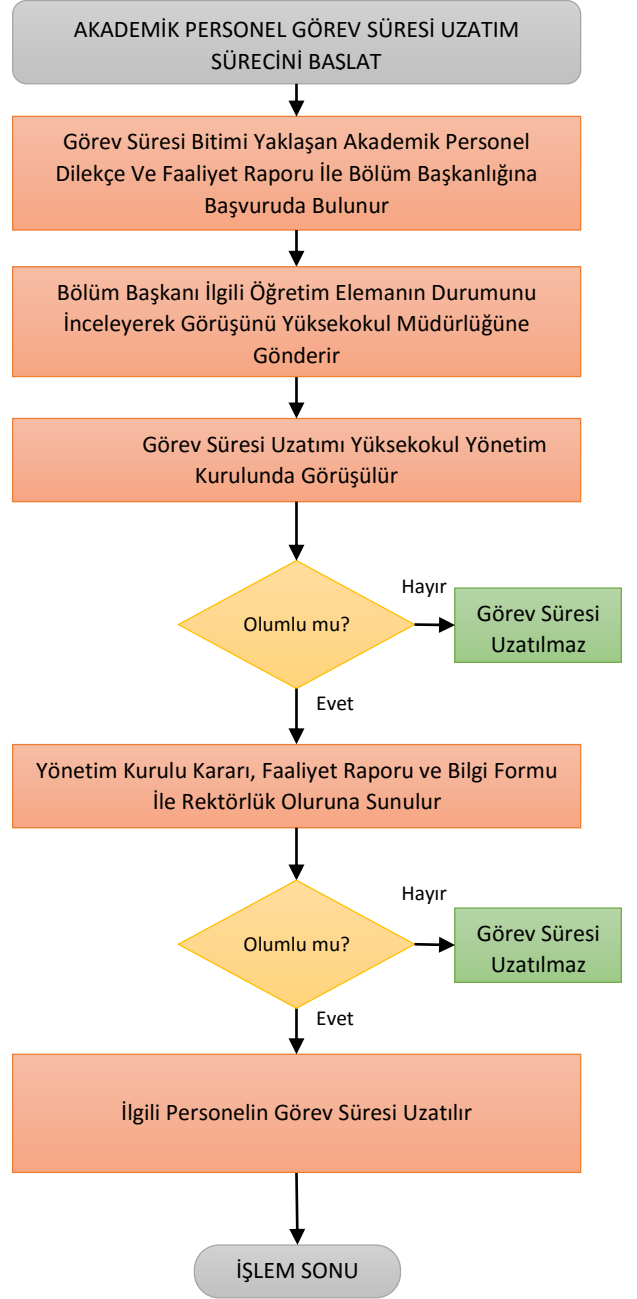 AKADEMİK PERSONEL GÖREV SÜRESİ UZATIM
SÜRECİNİ BAŞLAT
Görev Süresi Bitimi Yaklaşan Akademik Personel
Dilekçe Ve Faaliyet Raporu İle Bölüm Başkanlığına
Başvuruda Bulunur
Bölüm Başkanı İlgili Öğretim Elemanın Durumunu
İnceleyerek Görüşünü Yüksekokul Müdürlüğüne
Gönderir
Görev Süresi Uzatımı Yüksekokul Yönetim
Kurulunda Görüşülür
Olumlu mu?
Hayır
Görev Süresi
Uzatılmaz
Evet
Yönetim Kurulu Kararı, Faaliyet Raporu ve Bilgi Formu
İle Rektörlük Oluruna Sunulur
Olumlu mu?
Hayır
Görev Süresi
Uzatılmaz
Evet
İlgili Personelin Görev Süresi Uzatılır
İŞLEM SONU